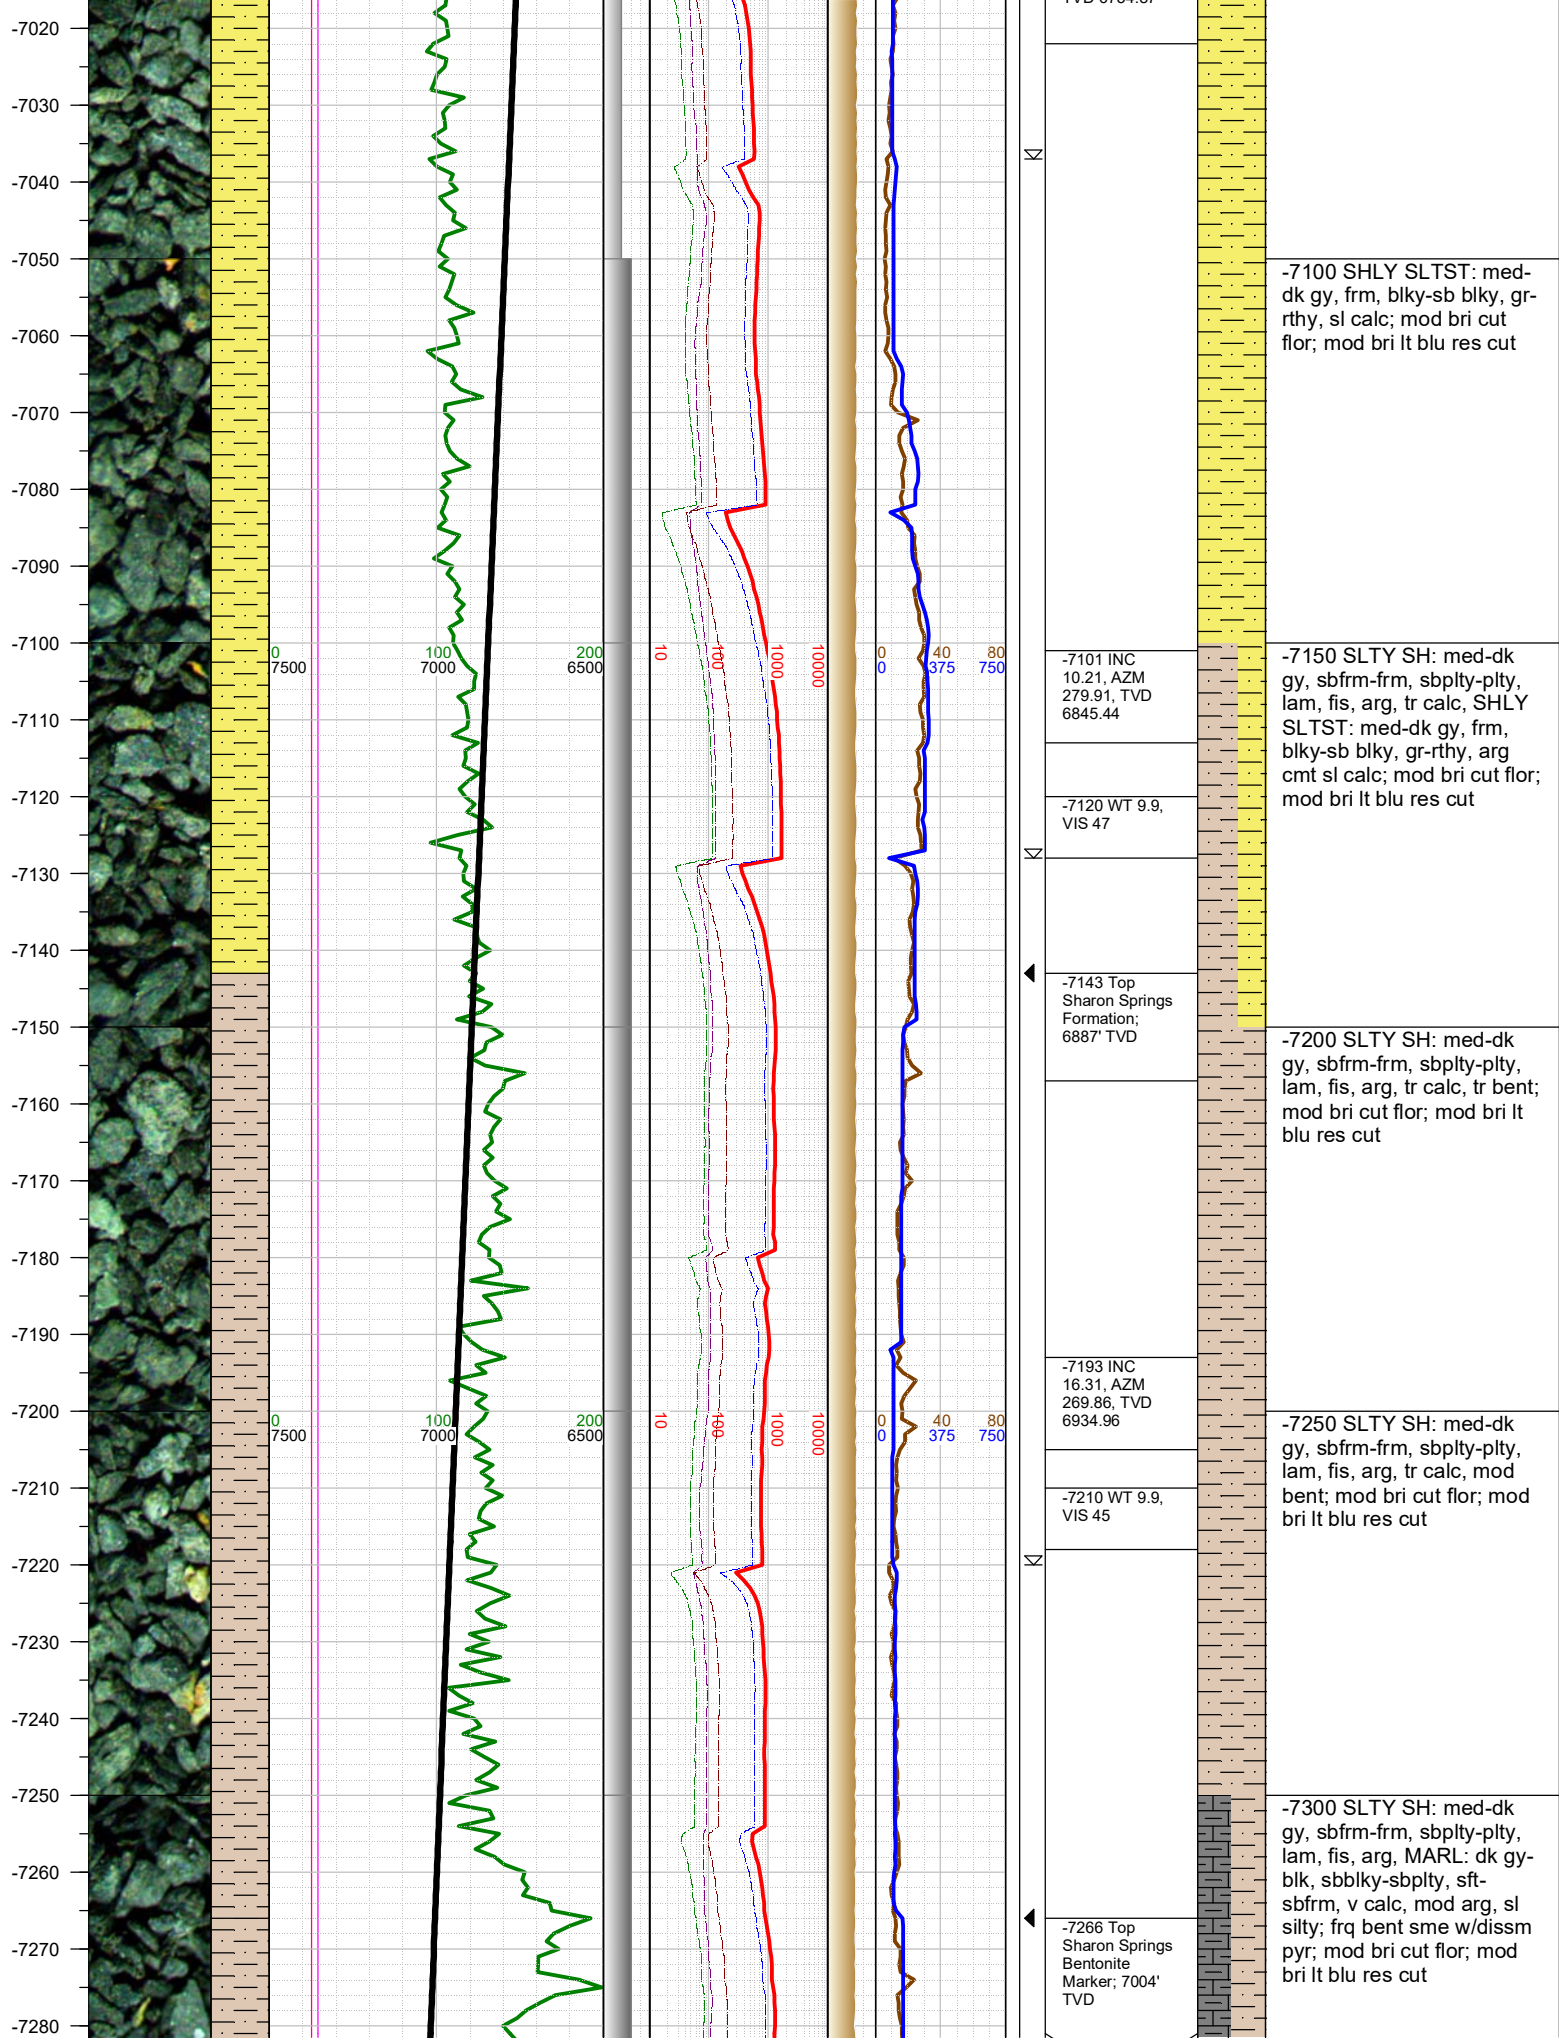 -7020
-7030
-7040
-7050
-7060
-7070
-7080
-7090
-7100
-7110
-7120
-7130
-7140
-7150
-7160
-7170
-7180
-7190
-7200
-7210
-7220
-7230
-7240
-7250
-7260
-7270
-7280
0 100 200
7500 7000 6500
10 100 1000 10000
0 40 80
0 375 750
0 100 200
7500 7000 6500
10 100 1000 10000
0 40 80
0 375 750
-7101 INC
10.21, AZM
279.91, TVD
6845.44
-7120 WT 9.9,
VIS 47
-7143 Top
Sharon Springs
Formation;
6887' TVD
-7193 INC
16.31, AZM
269.86, TVD
6934.96
-7210 WT 9.9,
VIS 45
-7266 Top
Sharon Springs
Bentonite
Marker; 7004'
TVD
-7100 SHLY SLTST: med-
dk gy, frm, blky-sb blky, gr-
rthy, sl calc; mod bri cut
flor; mod bri lt blu res cut
-7150 SLTY SH: med-dk
gy, sbfrm-frm, sbplty-plty,
lam, fis, arg, tr calc, SHLY
SLTST: med-dk gy, frm,
blky-sb blky, gr-rthy, arg
cmt sl calc; mod bri cut flor;
mod bri lt blu res cut
-7200 SLTY SH: med-dk
gy, sbfrm-frm, sbplty-plty,
lam, fis, arg, tr calc, tr bent;
mod bri cut flor; mod bri lt
blu res cut
-7250 SLTY SH: med-dk
gy, sbfrm-frm, sbplty-plty,
lam, fis, arg, tr calc, mod
bent; mod bri cut flor; mod
bri lt blu res cut
-7300 SLTY SH: med-dk
gy, sbfrm-frm, sbplty-plty,
lam, fis, arg, MARL: dk gy-
blk, sbblky-sbplty, sft-
sbfrm, v calc, mod arg, sl
silty; frq bent sme w/dissm
pyr; mod bri cut flor; mod
bri lt blu res cut